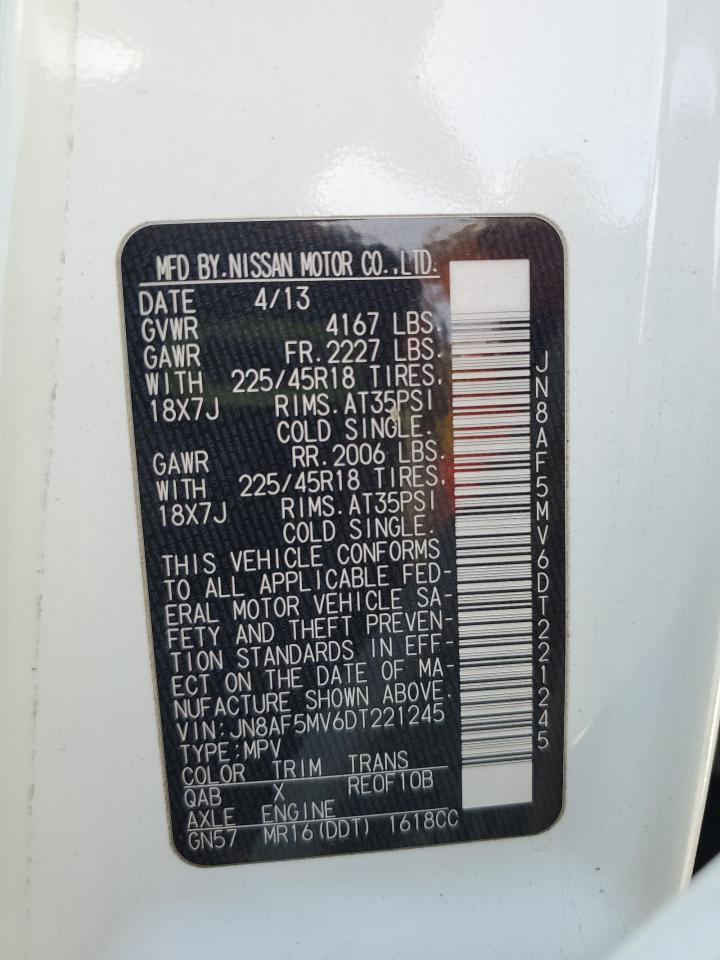 MFD BY.NISSAN MOTOR CO.,LTD.
DATE 4/13
GVWR 4167 LBS.
GAWR FR.2227 LBS.
WITH 225/45R18 TIRES,
18X7J RIMS.AT35PSI
COLD SINGLE.
GAWR RR.2006 LBS.
WITH 225/45R18 TIRES,
18X7J RIMS.AT35PSI
COLD SINGLE.
THIS VEHICLE CONFORMS
TO ALL APPLICABLE FED-
ERAL MOTOR VEHICLE SA-
FETY AND THEFT PREVEN-
TION STANDARDS IN EFF-
ECT ON THE DATE OF MA-
NUFACTURE SHOWN ABOVE.
VIN:JN8AF5MV6DT221245
TYPE:MPV
COLOR TRIM TRANS
QAB X REOF10B
AXLE ENGINE
GN57 MR16(DDT) 1618CC
JN8AF5MV6DT221245